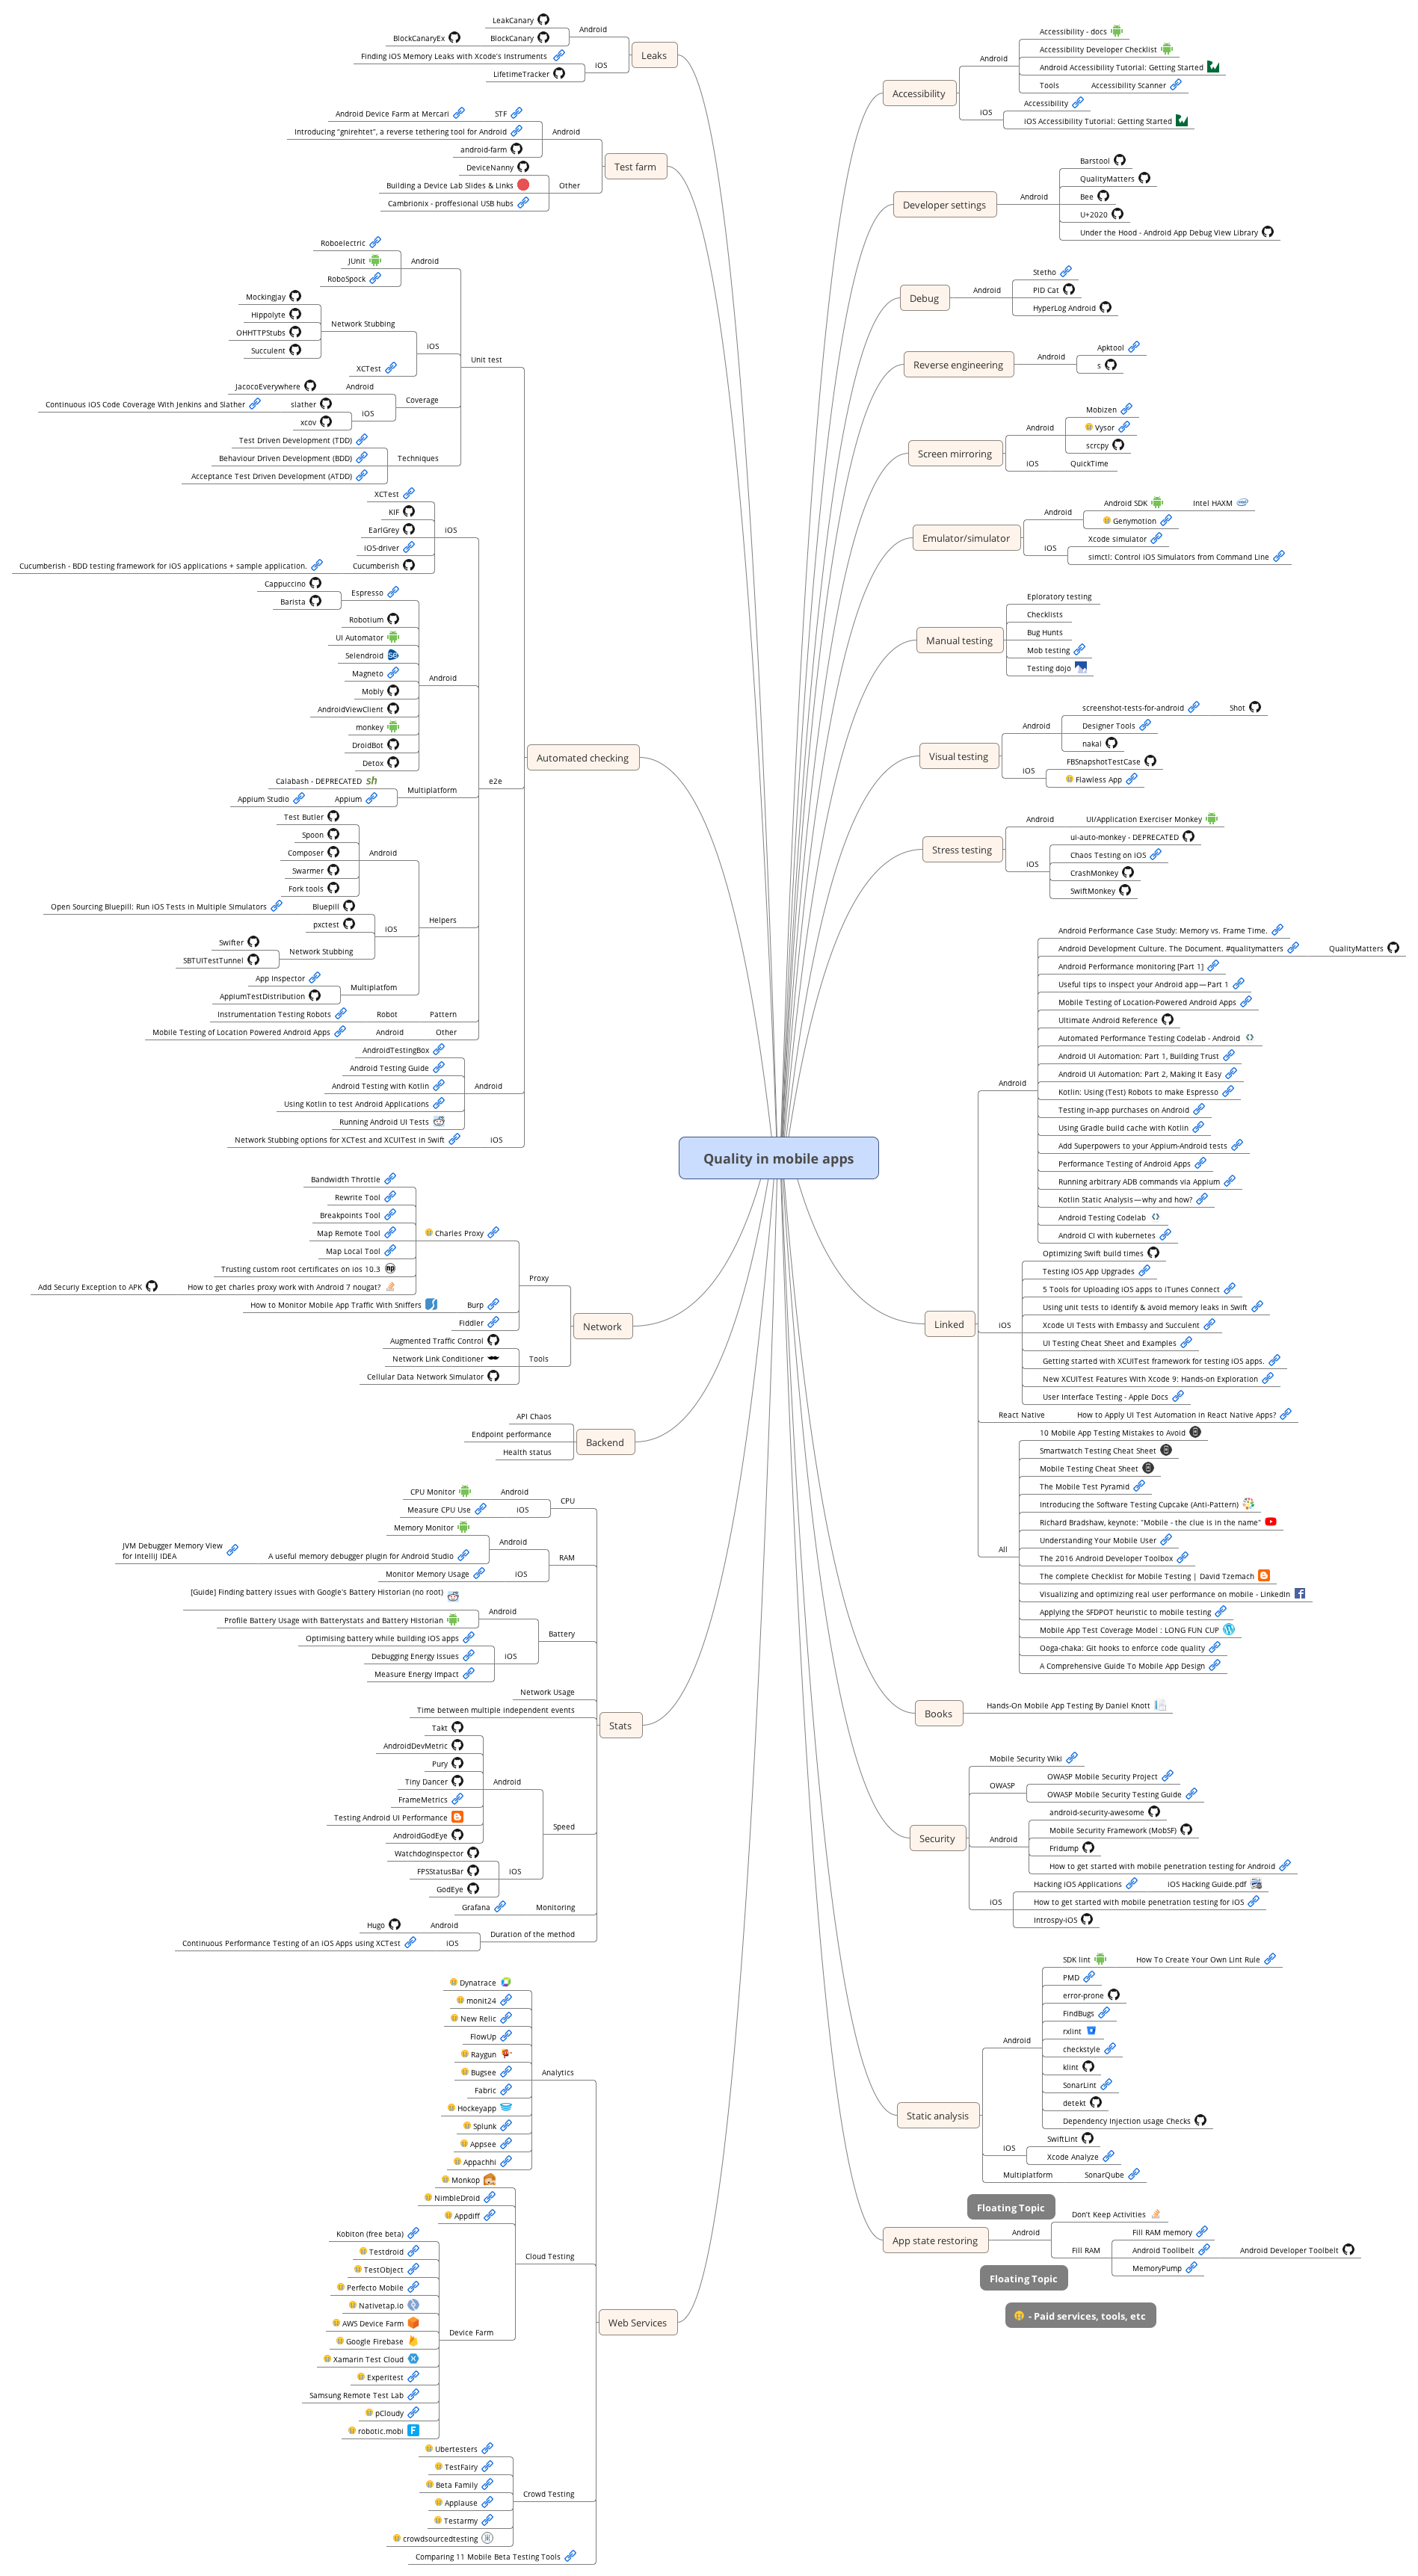 Quality in mobile apps
Leaks
Android
LeakCanary
BlockCanary
BlockCanaryEx
iOS
Finding iOS Memory Leaks with Xcode's Instruments
LifetimeTracker
Test farm
Android
STF
Android Device Farm at Mercari
Introducing "gnirehtet", a reverse tethering tool for Android
android-farm
Other
DeviceNanny
Building a Device Lab Slides & Links
Cambrionix - proffesional USB hubs
Automated checking
Unit test
Android
Roboelectric
JUnit
RoboSpock
iOS
Network Stubbing
Mockingjay
Hippolyte
OHHTTPStubs
Succulent
XCTest
Coverage
Android
JacocoEverywhere
iOS
slather
Continuous iOS Code Coverage With Jenkins and Slather
xcov
Techniques
Test Driven Development (TDD)
Behaviour Driven Development (BDD)
Acceptance Test Driven Development (ATDD)
e2e
iOS
XCTest
KIF
EarlGrey
iOS-driver
Cucumberish
Cucumberish - BDD testing framework for iOS applications + sample application.
Android
Espresso
Cappuccino
Barista
Robotium
UI Automator
Selendroid
Magneto
Mobly
AndroidViewClient
monkey
DroidBot
Detox
Multiplatform
Calabash - DEPRECATED
Appium
Appium Studio
Helpers
Android
Test Butler
Spoon
Composer
Swarmer
Fork tools
iOS
Bluepill
Open Sourcing Bluepill: Run iOS Tests in Multiple Simulators
pxctest
Network Stubbing
Swifter
SBTUITestTunnel
Multiplatfom
App Inspector
AppiumTestDistribution
Pattern
Robot
Instrumentation Testing Robots
Other
Android
Mobile Testing of Location Powered Android Apps
Android
AndroidTestingBox
Android Testing Guide
Android Testing with Kotlin
Using Kotlin to test Android Applications
Running Android UI Tests
iOS
Network Stubbing options for XCTest and XCUITest in Swift
Network
Proxy
Charles Proxy
Bandwidth Throttle
Rewrite Tool
Breakpoints Tool
Map Remote Tool
Map Local Tool
Trusting custom root certificates on ios 10.3
How to get charles proxy work with Android 7 nougat?
Add Securiy Exception to APK
Burp
How to Monitor Mobile App Traffic With Sniffers
Fiddler
Tools
Augmented Traffic Control
Network Link Conditioner
Cellular Data Network Simulator
Backend
API Chaos
Endpoint performance
Health status
Stats
CPU
Android
CPU Monitor
iOS
Measure CPU Use
RAM
Android
Memory Monitor
A useful memory debugger plugin for Android Studio
JVM Debugger Memory View
for IntelliJ IDEA
iOS
Monitor Memory Usage
Battery
Android
[Guide] Finding battery issues with Google's Battery Historian (no root)
Profile Battery Usage with Batterystats and Battery Historian
iOS
Optimising battery while building iOS apps
Debugging Energy Issues
Measure Energy Impact
Network Usage
Time between multiple independent events
Speed
Android
Takt
AndroidDevMetric
Pury
Tiny Dancer
FrameMetrics
Testing Android UI Performance
AndroidGodEye
iOS
WatchdogInspector
FPSStatusBar
GodEye
Monitoring
Grafana
Duration of the method
Android
Hugo
iOS
Continuous Performance Testing of an iOS Apps using XCTest
Web Services
Analytics
Dynatrace
monit24
New Relic
FlowUp
Raygun
Bugsee
Fabric
Hockeyapp
Splunk
Appsee
Appachhi
Cloud Testing
Monkop
NimbleDroid
Appdiff
Device Farm
Kobiton (free beta)
Testdroid
TestObject
Perfecto Mobile
Nativetap.io
AWS Device Farm
Google Firebase
Xamarin Test Cloud
Experitest
Samsung Remote Test Lab
pCloudy
robotic.mobi
Crowd Testing
Ubertesters
TestFairy
Beta Family
Applause
Testarmy
crowdsourcedtesting
Comparing 11 Mobile Beta Testing Tools
Accessibility
Android
Accessibility - docs
Accessibility Developer Checklist
Android Accessibility Tutorial: Getting Started
Tools
Accessibility Scanner
iOS
Accessibility
iOS Accessibility Tutorial: Getting Started
Developer settings
Android
Barstool
QualityMatters
Bee
U+2020
Under the Hood - Android App Debug View Library
Debug
Android
Stetho
PID Cat
HyperLog Android
Reverse engineering
Android
Apktool
s
Screen mirroring
Android
Mobizen
Vysor
scrcpy
iOS
QuickTime
Emulator/simulator
Android
Android SDK
Intel HAXM
Genymotion
iOS
Xcode simulator
simctl: Control iOS Simulators from Command Line
Manual testing
Eploratory testing
Checklists
Bug Hunts
Mob testing
Testing dojo
Visual testing
Android
screenshot-tests-for-android
Shot
Designer Tools
nakal
iOS
FBSnapshotTestCase
Flawless App
Stress testing
Android
UI/Application Exerciser Monkey
iOS
ui-auto-monkey - DEPRECATED
Chaos Testing on iOS
CrashMonkey
SwiftMonkey
Linked
Android
Android Performance Case Study: Memory vs. Frame Time.
Android Development Culture. The Document. #qualitymatters
QualityMatters
Android Performance monitoring [Part 1]
Useful tips to inspect your Android app — Part 1
Mobile Testing of Location-Powered Android Apps
Ultimate Android Reference
Automated Performance Testing Codelab - Android
Android UI Automation: Part 1, Building Trust
Android UI Automation: Part 2, Making It Easy
Kotlin: Using (Test) Robots to make Espresso
Testing in-app purchases on Android
Using Gradle build cache with Kotlin
Add Superpowers to your Appium-Android tests
Performance Testing of Android Apps
Running arbitrary ADB commands via Appium
Kotlin Static Analysis — why and how?
Android Testing Codelab
Android CI with kubernetes
iOS
Optimizing Swift build times
Testing iOS App Upgrades
5 Tools for Uploading iOS apps to iTunes Connect
Using unit tests to identify & avoid memory leaks in Swift
Xcode UI Tests with Embassy and Succulent
UI Testing Cheat Sheet and Examples
Getting started with XCUITest framework for testing iOS apps.
New XCUITest Features With Xcode 9: Hands-on Exploration
User Interface Testing - Apple Docs
React Native
How to Apply UI Test Automation in React Native Apps?
All
10 Mobile App Testing Mistakes to Avoid
Smartwatch Testing Cheat Sheet
Mobile Testing Cheat Sheet
The Mobile Test Pyramid
Introducing the Software Testing Cupcake (Anti-Pattern)
Richard Bradshaw, keynote: "Mobile - the clue is in the name"
Understanding Your Mobile User
The 2016 Android Developer Toolbox
The complete Checklist for Mobile Testing | David Tzemach
Visualizing and optimizing real user performance on mobile - LinkedIn
Applying the SFDPOT heuristic to mobile testing
Mobile App Test Coverage Model : LONG FUN CUP
Ooga-chaka: Git hooks to enforce code quality
A Comprehensive Guide To Mobile App Design
Books
Hands-On Mobile App Testing By Daniel Knott
Security
Mobile Security Wiki
OWASP
OWASP Mobile Security Project
OWASP Mobile Security Testing Guide
Android
android-security-awesome
Mobile Security Framework (MobSF)
Fridump
How to get started with mobile penetration testing for Android
iOS
Hacking iOS Applications
iOS Hacking Guide.pdf
How to get started with mobile penetration testing for iOS
Introspy-iOS
Static analysis
Android
SDK lint
How To Create Your Own Lint Rule
PMD
error-prone
FindBugs
rxlint
checkstyle
klint
SonarLint
detekt
Dependency Injection usage Checks
iOS
SwiftLint
Xcode Analyze
Multiplatform
SonarQube
Floating Topic
App state restoring
Android
Don't Keep Activities
Fill RAM
Fill RAM memory
Android Toollbelt
Android Developer Toolbelt
MemoryPump
Floating Topic
- Paid services, tools, etc